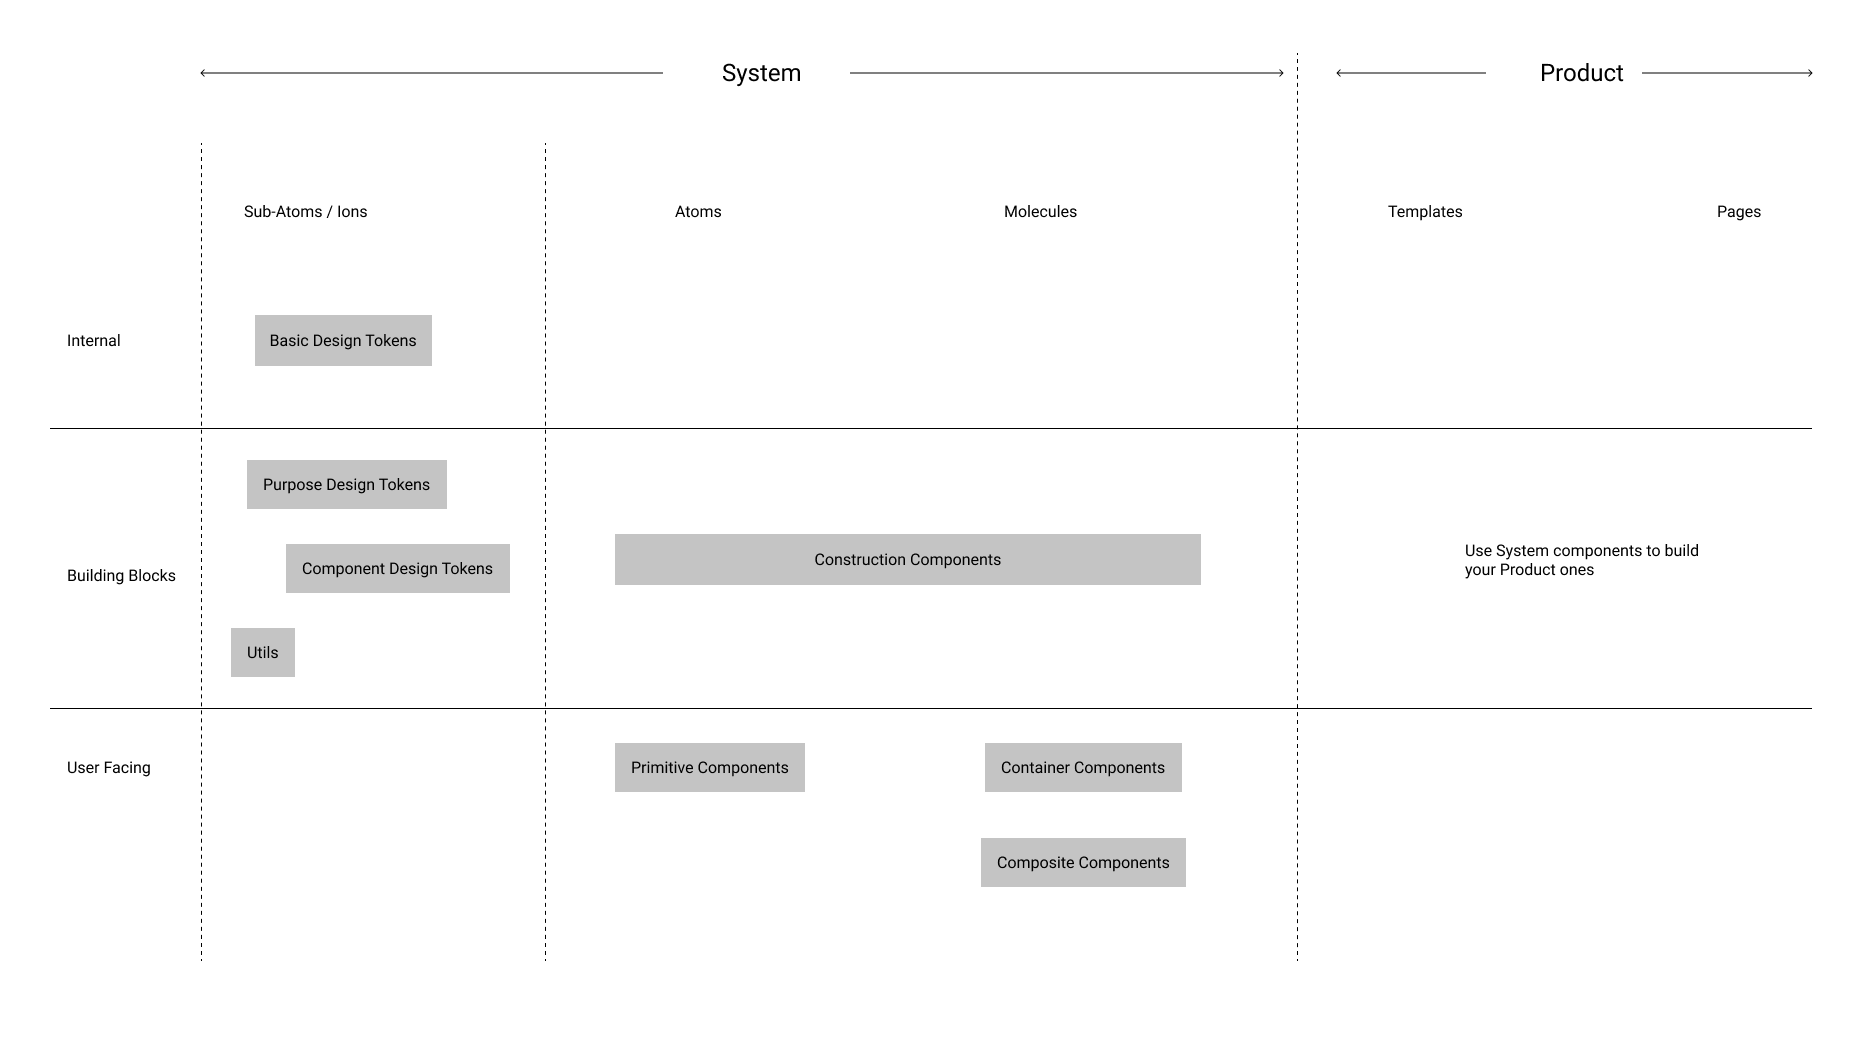 System
Product
Sub-Atoms / Ions
Atoms
Molecules
Templates
Pages
Internal
Basic Design Tokens
Purpose Design Tokens
Building Blocks
Component Design Tokens
Construction Components
Use System components to build
your Product ones
Utils
User Facing
Primitive Components
Container Components
Composite Components